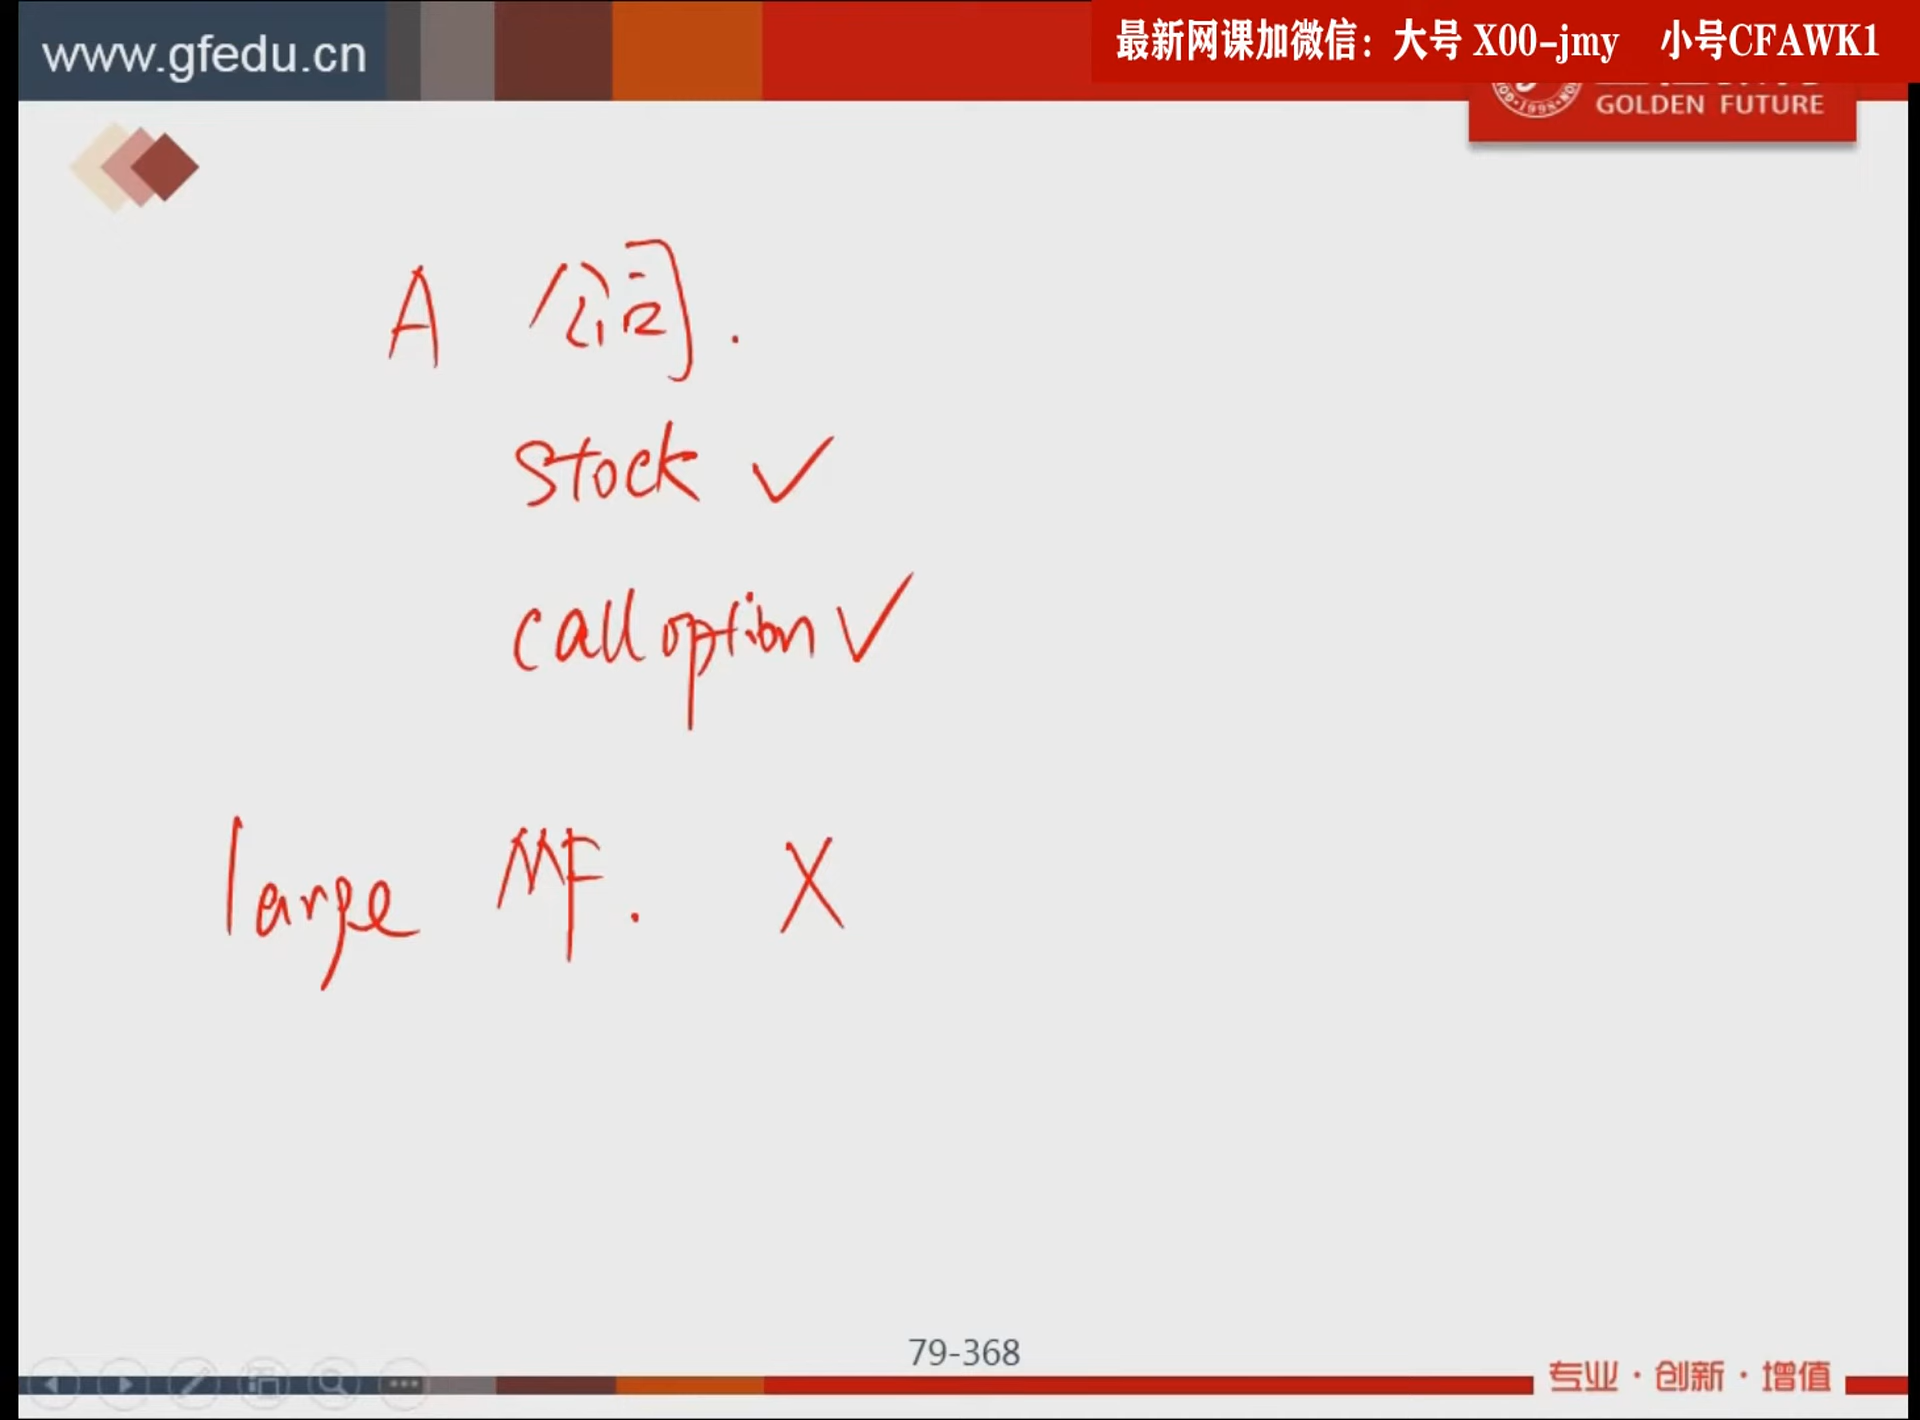 www.gfedu.cn
最新网课加微信：大号 X00-jmy 小号CFAWK1
GOLDEN FUTURE
A 公司.
stock ✓
call option ✓
large MF. X
79-368
专业·创新·增值